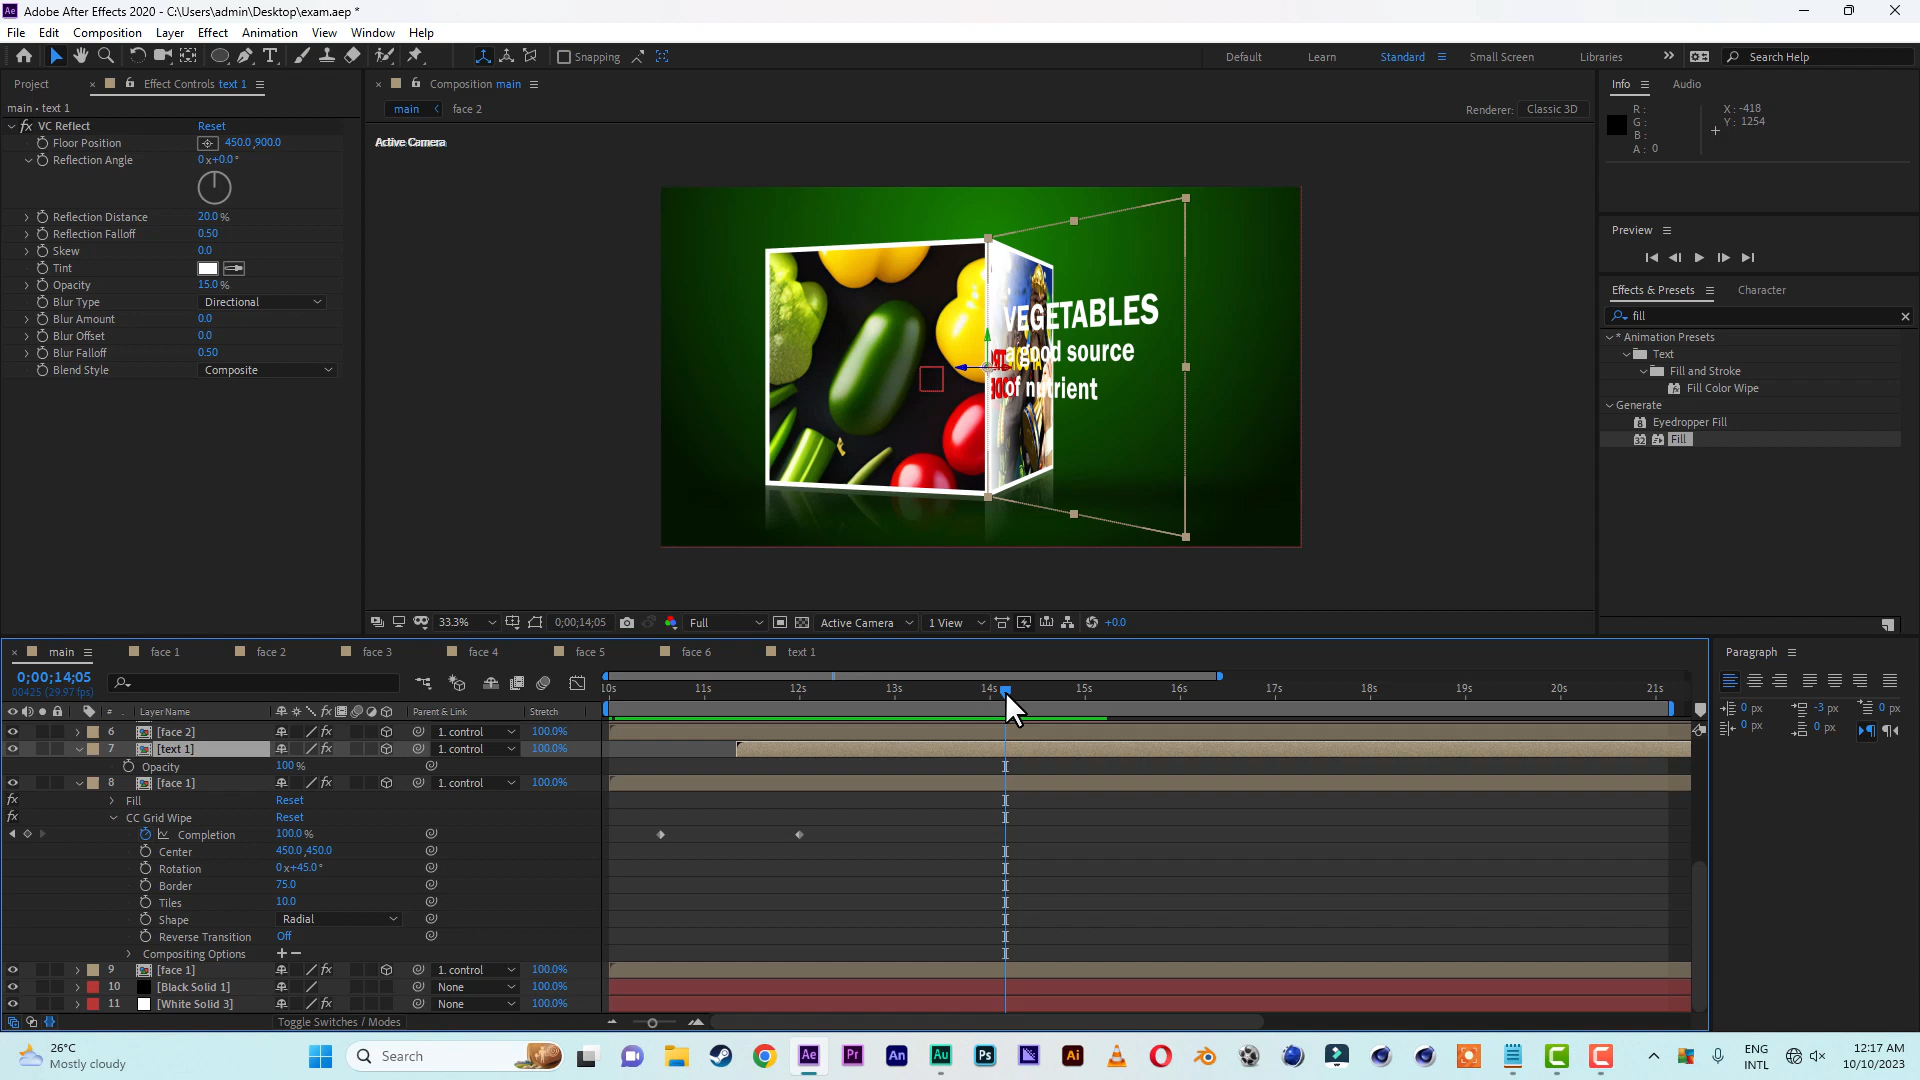 Adobe After Effects 2020 - C:\Users\admin\Desktop\exam.aep *
File Edit Composition Layer Effect Animation View Window Help
Snapping
Default Learn Standard Small Screen Libraries Search Help
Project Effect Controls text 1
main • text 1
VC Reflect Reset
Floor Position 450.0,900.0
Reflection Angle 0x+0.0°
Reflection Distance 20.0%
Reflection Falloff 0.50
Skew 0.0
Tint
Opacity 15.0%
Blur Type Directional
Blur Amount 0.0
Blur Offset 0.0
Blur Falloff 0.50
Blend Style Composite
Composition main
main face 2
Renderer: Classic 3D
Active Camera
VEGETABLES
a good source
of nutrient
33.3% 0;00;14;05 Full Active Camera 1 View +0.0
Info Audio
R: X: -418
G: Y: 1254
B:
A: 0
Preview
Effects & Presets Character
fill
* Animation Presets
Text
Fill and Stroke
Fill Color Wipe
Generate
Eyedropper Fill
Fill
main face 1 face 2 face 3 face 4 face 5 face 6 text 1
0;00;14;05
00425 (29.97 fps)
10s 11s 12s 13s 14s 15s 16s 17s 18s 19s 20s 21s
# Layer Name Parent & Link Stretch
6 [face 2] 1. control 100.0%
7 [text 1] 1. control 100.0%
Opacity 100%
8 [face 1] 1. control 100.0%
Fill Reset
CC Grid Wipe Reset
Completion 100.0%
Center 450.0,450.0
Rotation 0x+45.0°
Border 75.0
Tiles 10.0
Shape Radial
Reverse Transition Off
Compositing Options + −
9 [face 1] 1. control 100.0%
10 [Black Solid 1] None 100.0%
11 [White Solid 3] None 100.0%
Toggle Switches / Modes
Paragraph
0 px -3 px 0 px
0 px 0 px
26°C
Mostly cloudy
Search
ENG
INTL
12:17 AM
10/10/2023